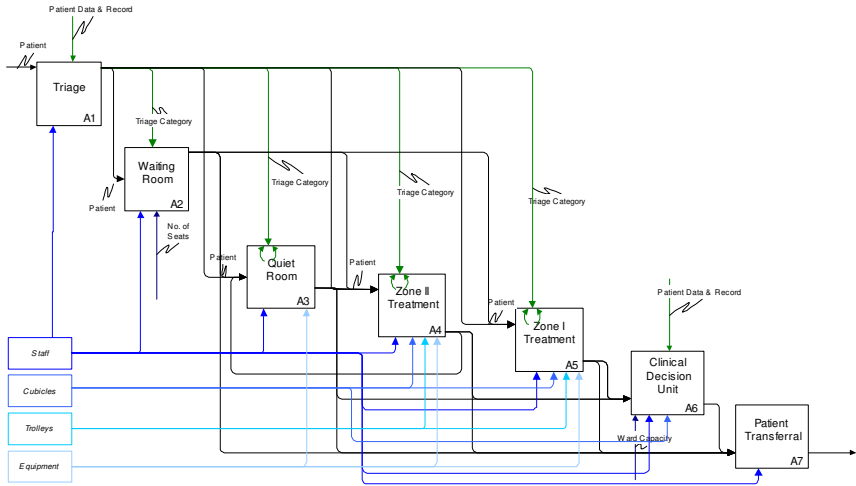 Patient Data & Record
Patient
Triage
A1
Triage Category
Waiting
Room
A2
Patient
No. of
Seats
Triage Category
Triage Category
Triage Category
Patient
Quiet
Room
A3
Patient
Zone II
Treatment
A4
Patient
Zone I
Treatment
A5
Patient Data & Record
Clinical
Decision
Unit
A6
Ward Capacity
Patient
Transferral
A7
Staff
Cubicles
Trolleys
Equipment